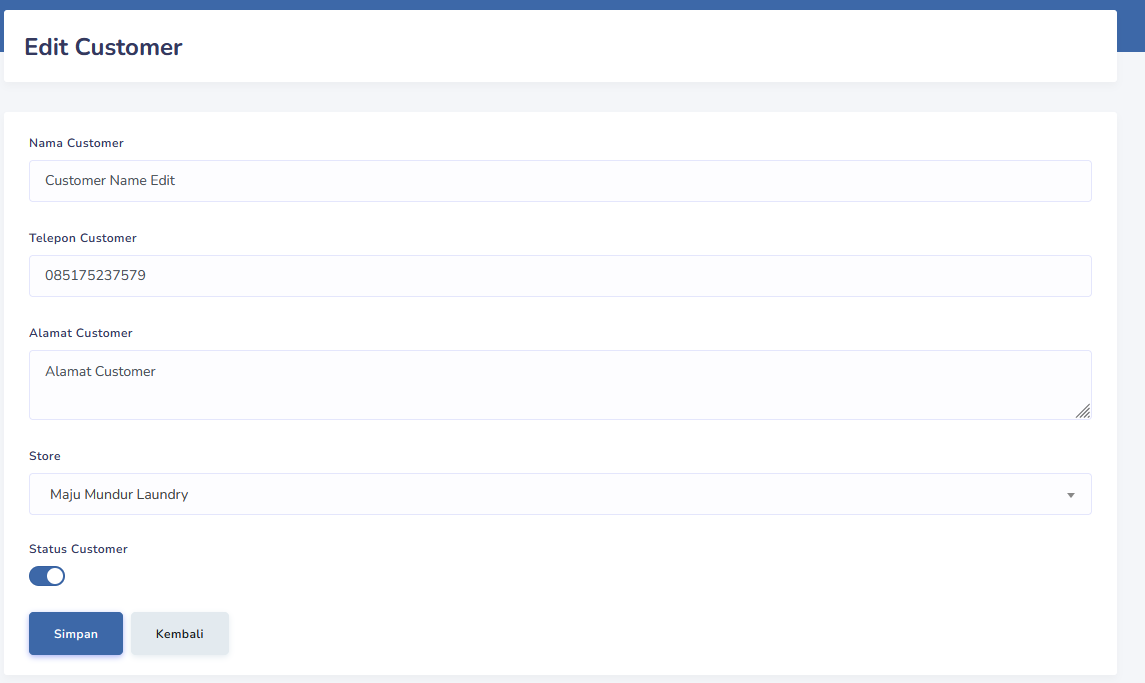 Edit Customer
Nama Customer
Customer Name Edit
Telepon Customer
085175237579
Alamat Customer
Alamat Customer
Store
Maju Mundur Laundry
Status Customer
Simpan
Kembali